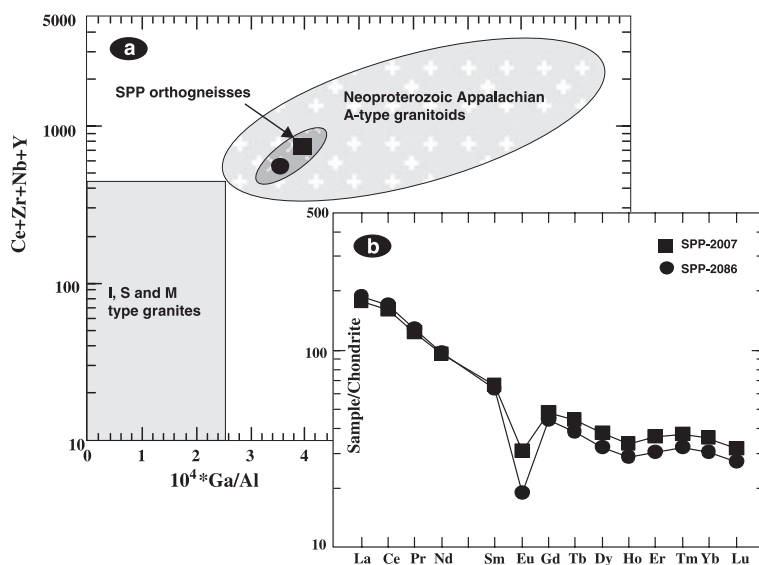 5000
a
SPP orthogneisses
Neoproterozoic Appalachian
A-type granitoids
1000
Ce+Zr+Nb+Y
100
I, S and M
type granites
10
0
1
2
3
4
10⁴*Ga/Al
500
b
SPP-2007
SPP-2086
100
Sample/Chondrite
10
La Ce Pr Nd Sm Eu Gd Tb Dy Ho Er Tm Yb Lu